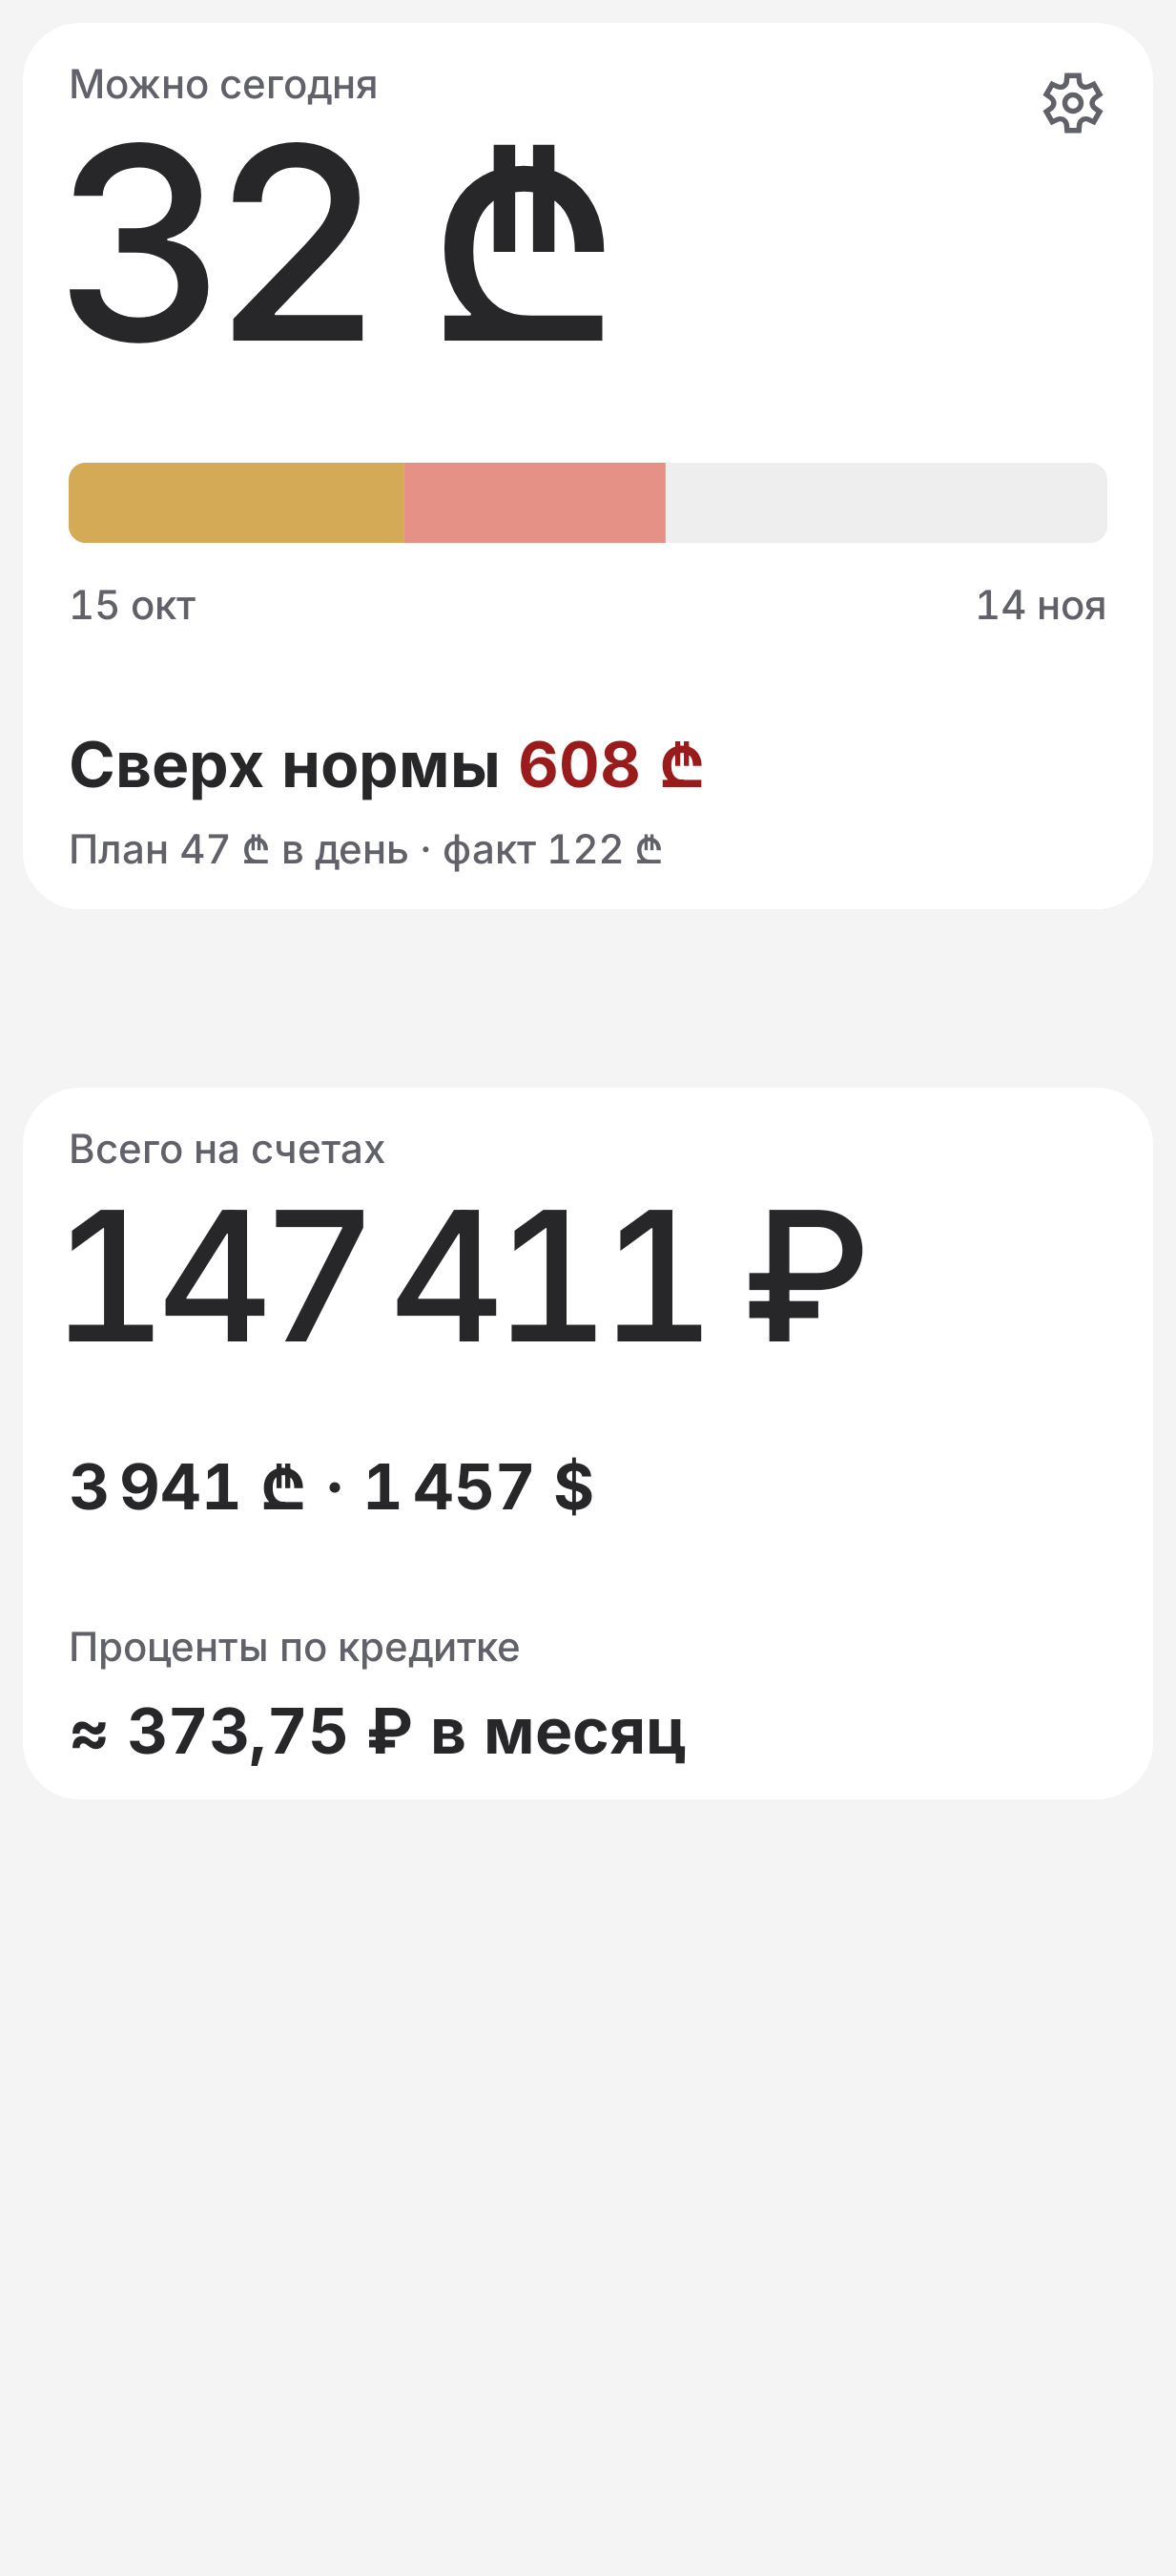 Можно сегодня
32 ₾
15 окт
14 ноя
Сверх нормы 608 ₾
План 47 ₾ в день · факт 122 ₾
Всего на счетах
147 411 ₽
3 941 ₾ · 1 457 $
Проценты по кредитке
≈ 373,75 ₽ в месяц